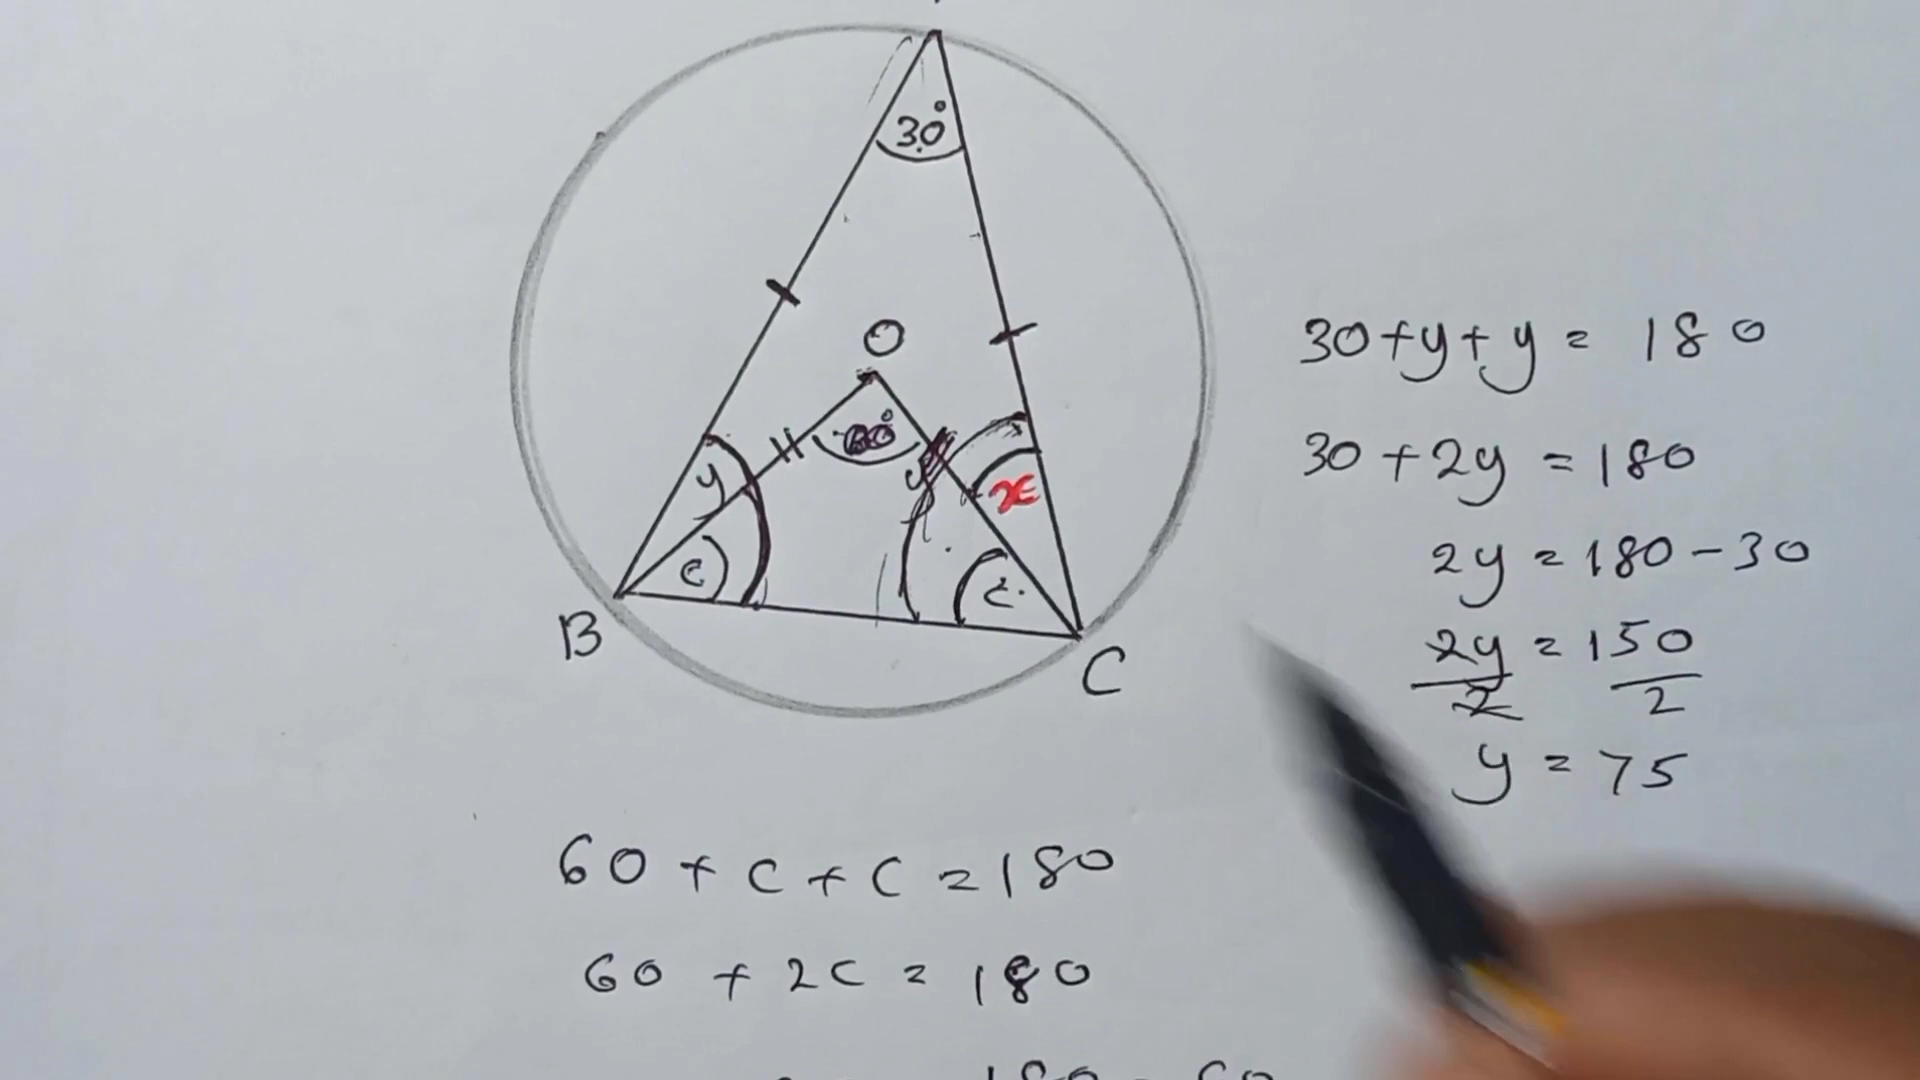 30°
O
60°
y
y
x
c
c
B
C
30 + y + y = 180
30 + 2y = 180
2y = 180 - 30
2y = 150
2 2
y = 75
60 + c + c = 180
60 + 2c = 180